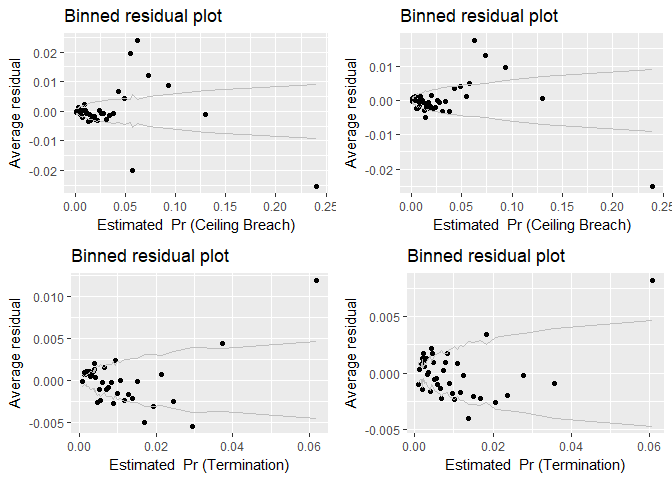 Binned residual plot
Average residual
0.02
0.01
0.00
-0.01
-0.02
0.00 0.05 0.10 0.15 0.20 0.25
Estimated Pr (Ceiling Breach)
Binned residual plot
Average residual
0.01
0.00
-0.01
-0.02
0.00 0.05 0.10 0.15 0.20 0.25
Estimated Pr (Ceiling Breach)
Binned residual plot
Average residual
0.010
0.005
0.000
-0.005
0.00 0.02 0.04 0.06
Estimated Pr (Termination)
Binned residual plot
Average residual
0.005
0.000
-0.005
0.00 0.02 0.04 0.06
Estimated Pr (Termination)